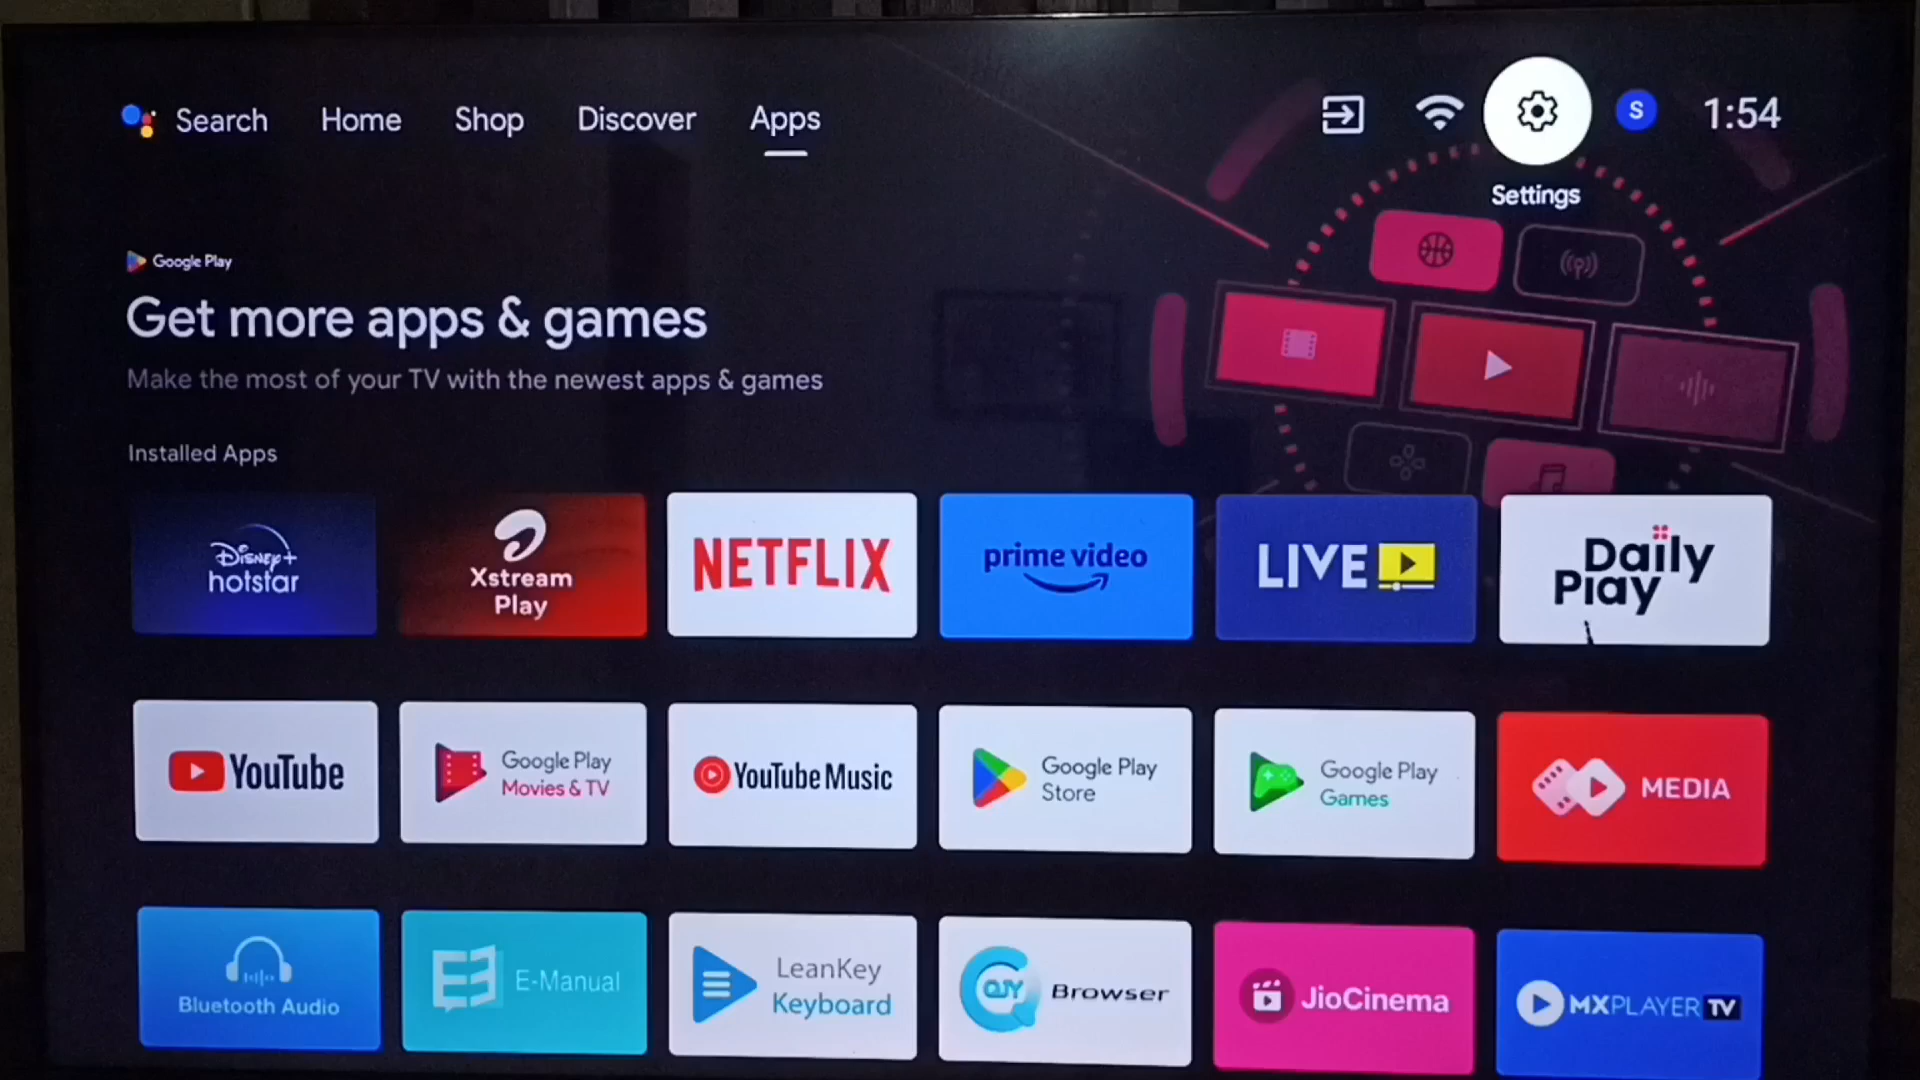 Search Home Shop Discover Apps S 1:54
Settings
Google Play
Get more apps & games
Make the most of your TV with the newest apps & games
Installed Apps
Disney+
hotstar
Xstream
Play
NETFLIX
prime video
LIVE
Daily
Play
YouTube
Google Play
Movies & TV
YouTube Music
Google Play
Store
Google Play
Games
MEDIA
Bluetooth Audio
E-Manual
LeanKey
Keyboard
Browser
JioCinema
MXPLAYER TV